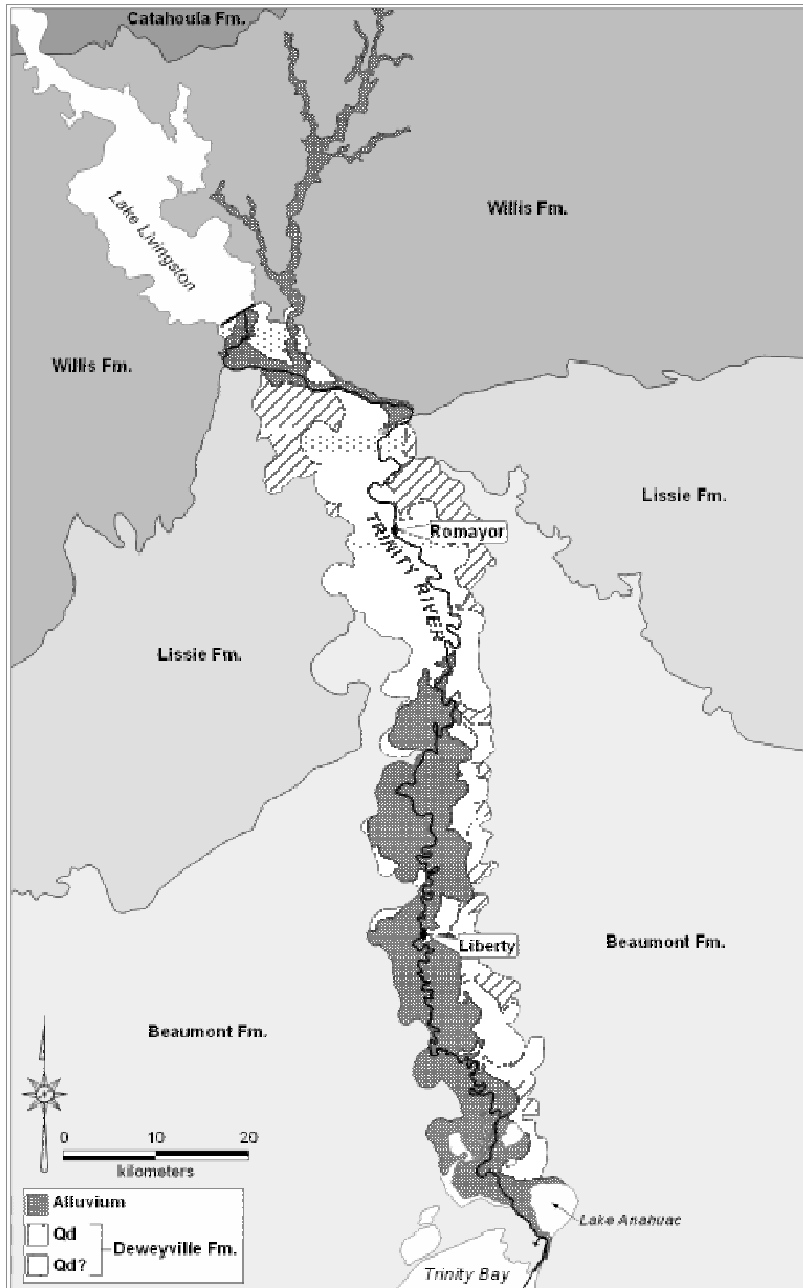 Catahoula Fm.
Lake Livingston
Willis Fm.
Willis Fm.
Lissie Fm.
Romayor
TRINITY RIVER
Lissie Fm.
Liberty
Beaumont Fm.
Beaumont Fm.
0 10 20
kilometers
Alluvium
Qd
Deweyville Fm.
Qd?
Lake Anahuac
Trinity Bay